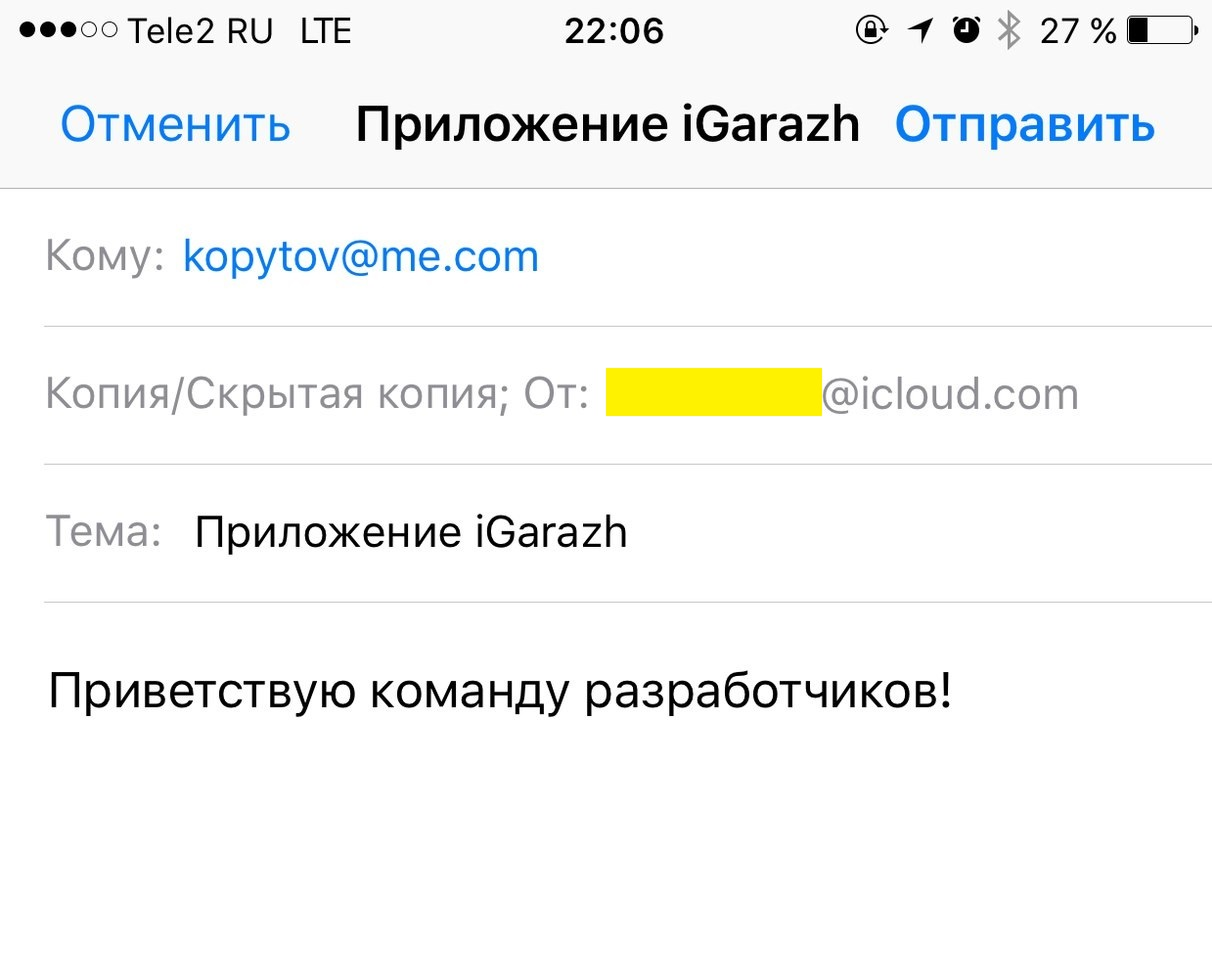 Tele2 RU LTE 22:06 27 %
Отменить Приложение iGarazh Отправить
Кому: kopytov@me.com
Копия/Скрытая копия; От: @icloud.com
Тема: Приложение iGarazh
Приветствую команду разработчиков!